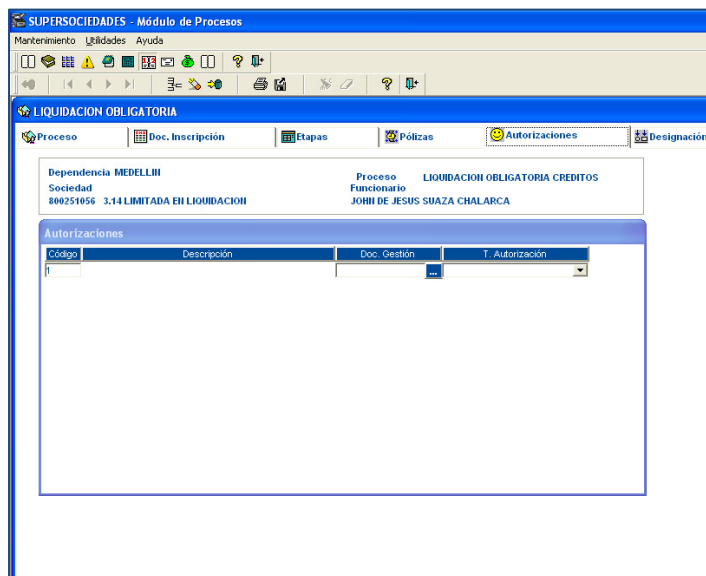 SUPERSOCIEDADES - Módulo de Procesos
Mantenimiento Utilidades Ayuda
LIQUIDACION OBLIGATORIA
Proceso Doc. Inscripción Etapas Pólizas Autorizaciones Designación
Dependencia MEDELLIN Proceso LIQUIDACION OBLIGATORIA CREDITOS
Sociedad Funcionario
800251056 3.14 LIMITADA EN LIQUIDACION JOHN DE JESUS SUAZA CHALARCA
Autorizaciones
Código Descripción Doc. Gestión T. Autorización
1 ...